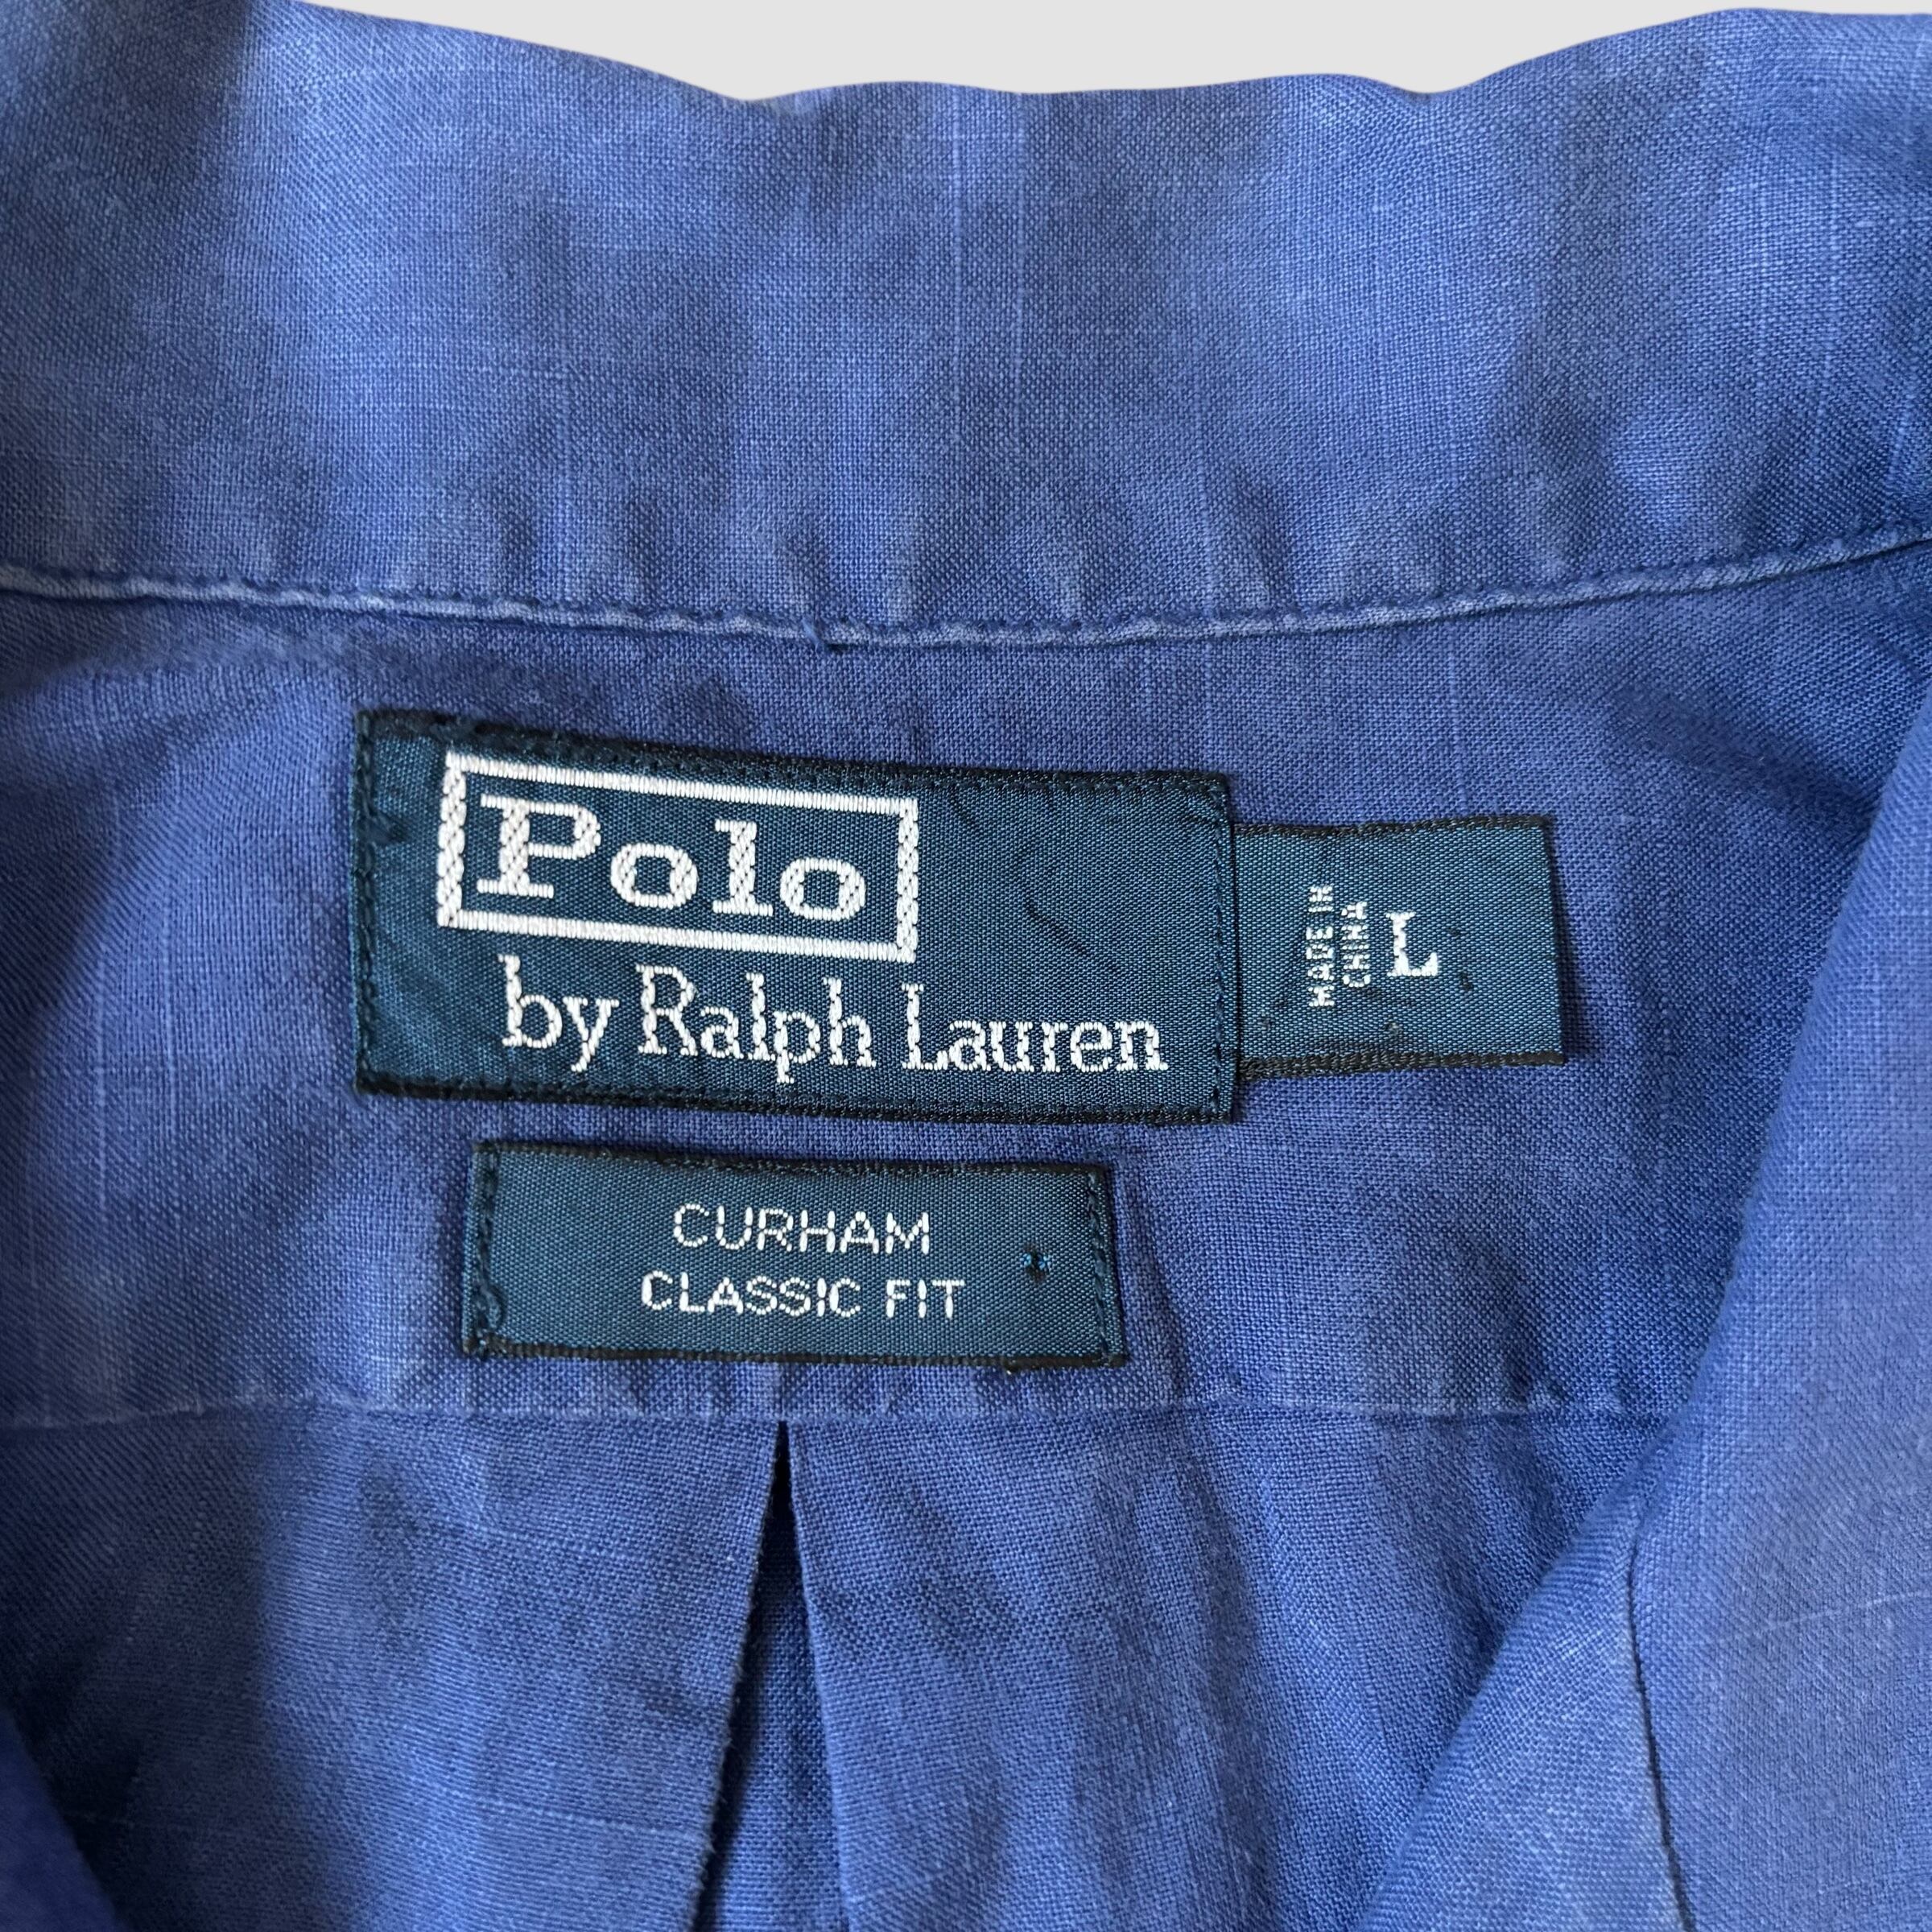 Polo
by Ralph Lauren
MADE IN
CHINA
L
CURHAM
CLASSIC FIT